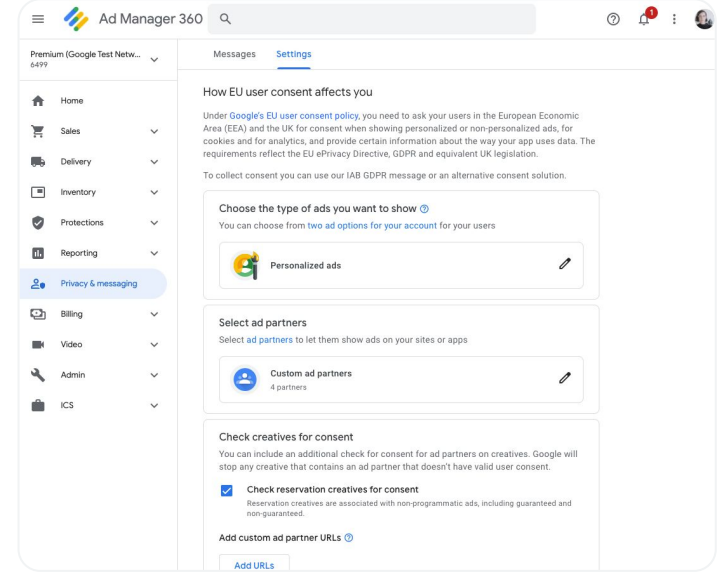 Ad Manager 360
1
Premium (Google Test Netw...
6499
Home
Sales
Delivery
Inventory
Protections
Reporting
Privacy & messaging
Billing
Video
Admin
ICS
Messages
Settings
How EU user consent affects you
Under Google's EU user consent policy, you need to ask your users in the European Economic
Area (EEA) and the UK for consent when showing personalized or non-personalized ads, for
cookies and for analytics, and provide certain information about the way your app uses data. The
requirements reflect the EU ePrivacy Directive, GDPR and equivalent UK legislation.
To collect consent you can use our IAB GDPR message or an alternative consent solution.
Choose the type of ads you want to show
You can choose from two ad options for your account for your users
Personalized ads
Select ad partners
Select ad partners to let them show ads on your sites or apps
Custom ad partners
4 partners
Check creatives for consent
You can include an additional check for consent for ad partners on creatives. Google will
stop any creative that contains an ad partner that doesn't have valid user consent.
Check reservation creatives for consent
Reservation creatives are associated with non-programmatic ads, including guaranteed and
non-guaranteed.
Add custom ad partner URLs
Add URLs